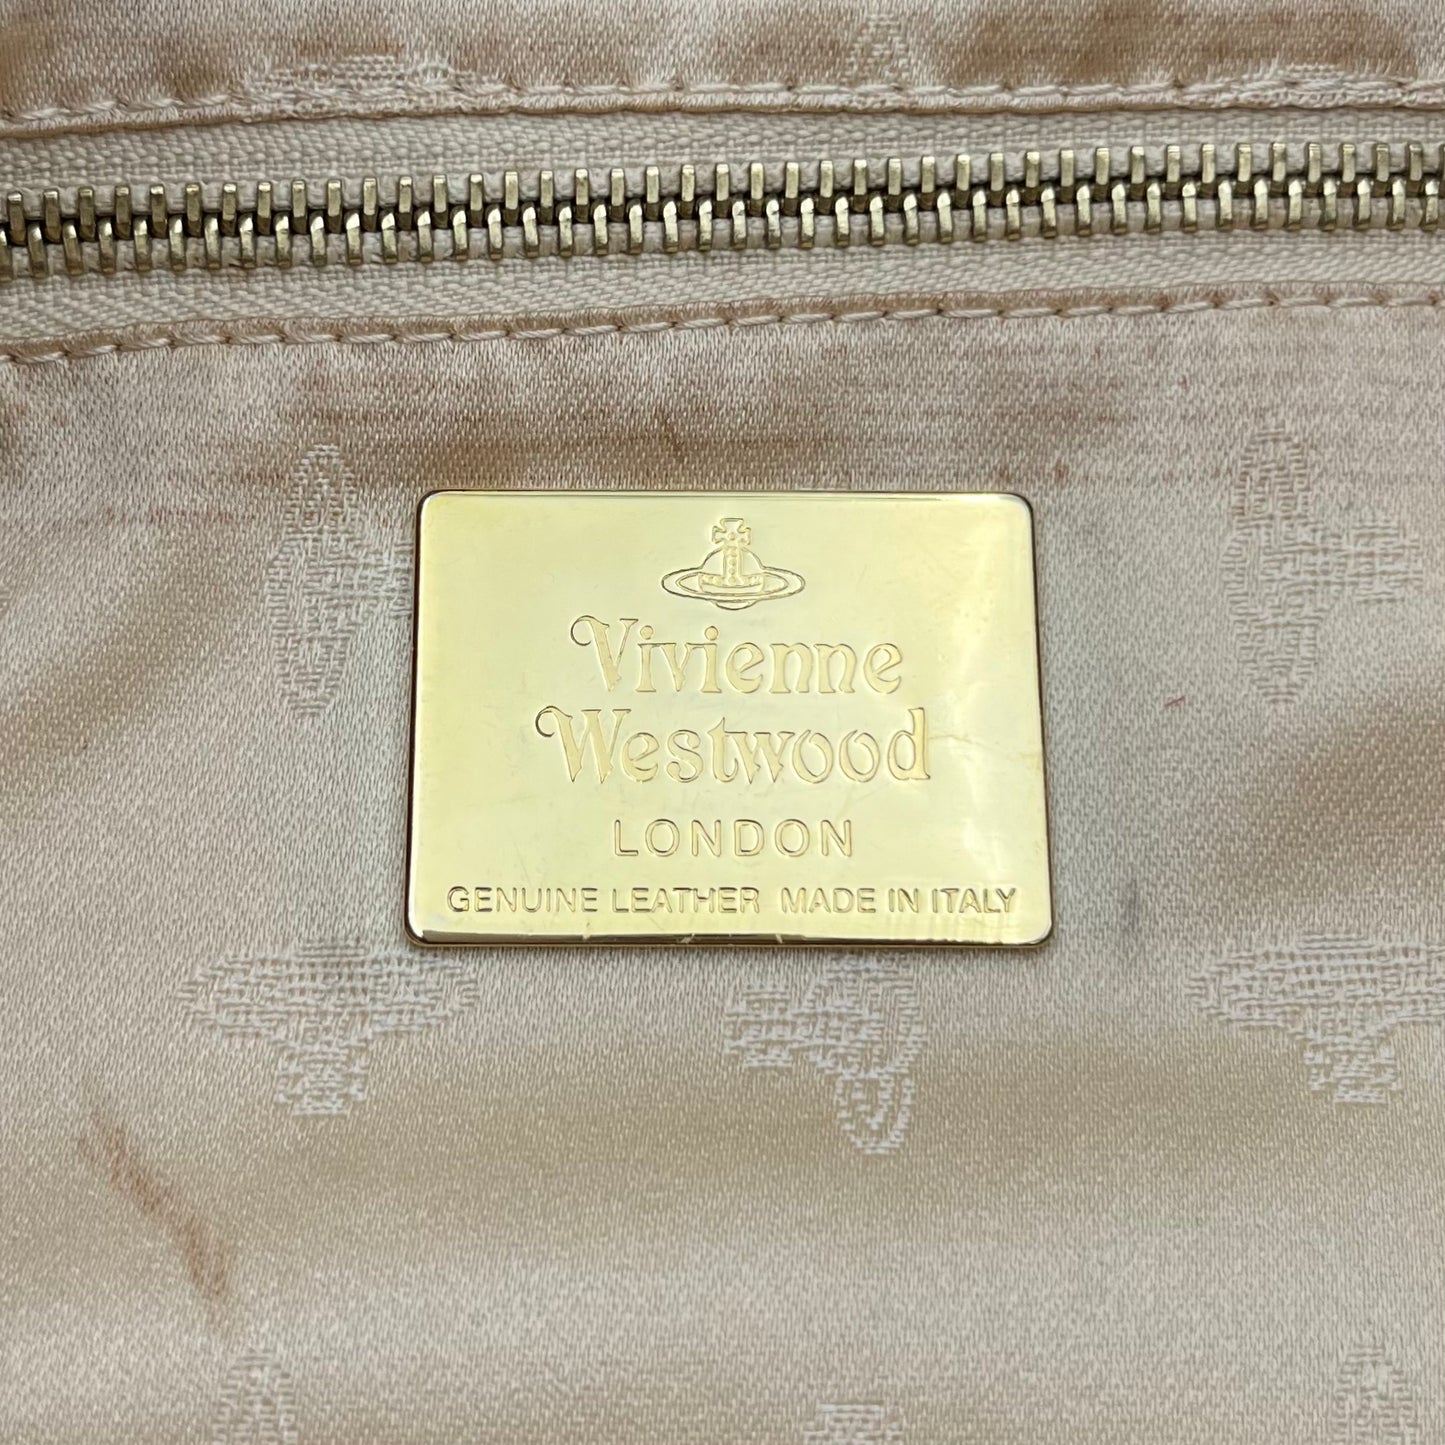 Vivienne
Westwood
LONDON
GENUINE LEATHER MADE IN ITALY